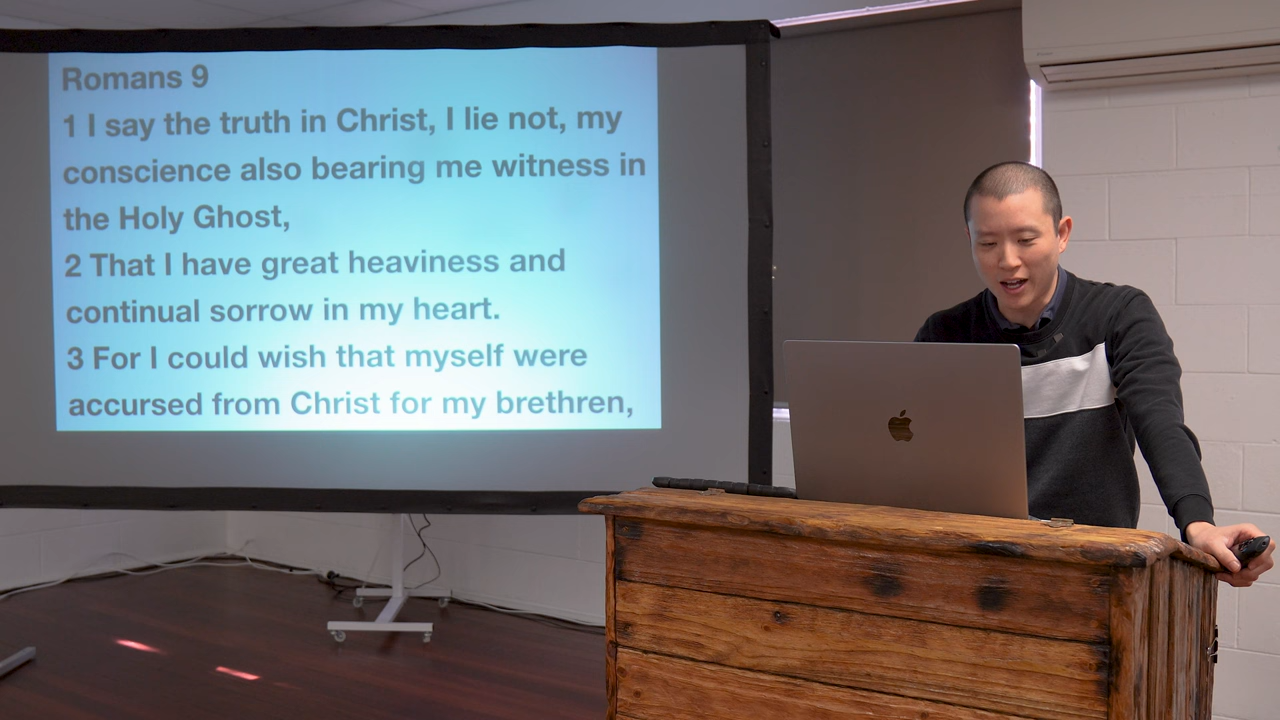 Romans 9
1 I say the truth in Christ, I lie not, my
conscience also bearing me witness in
the Holy Ghost,
2 That I have great heaviness and
continual sorrow in my heart.
3 For I could wish that myself were
accursed from Christ for my brethren,